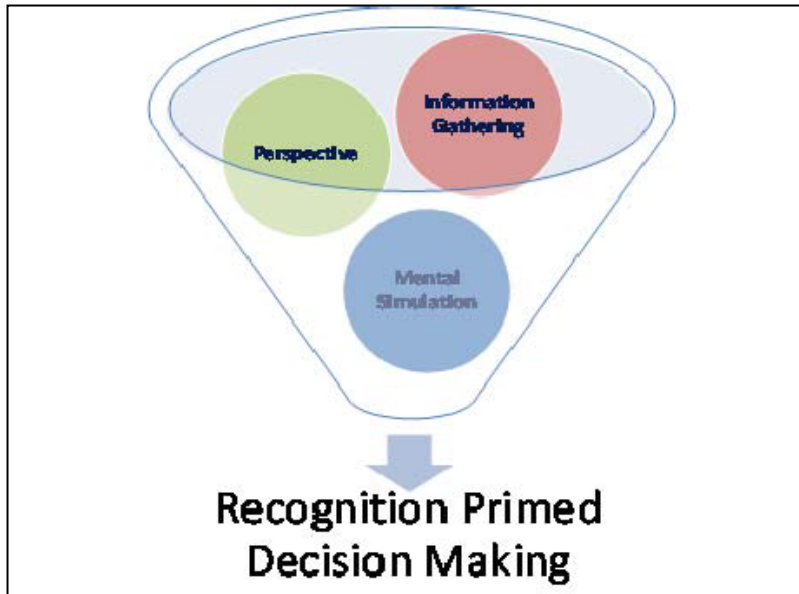 Information
Gathering
Perspective
Mental
Simulation
Recognition Primed
Decision Making